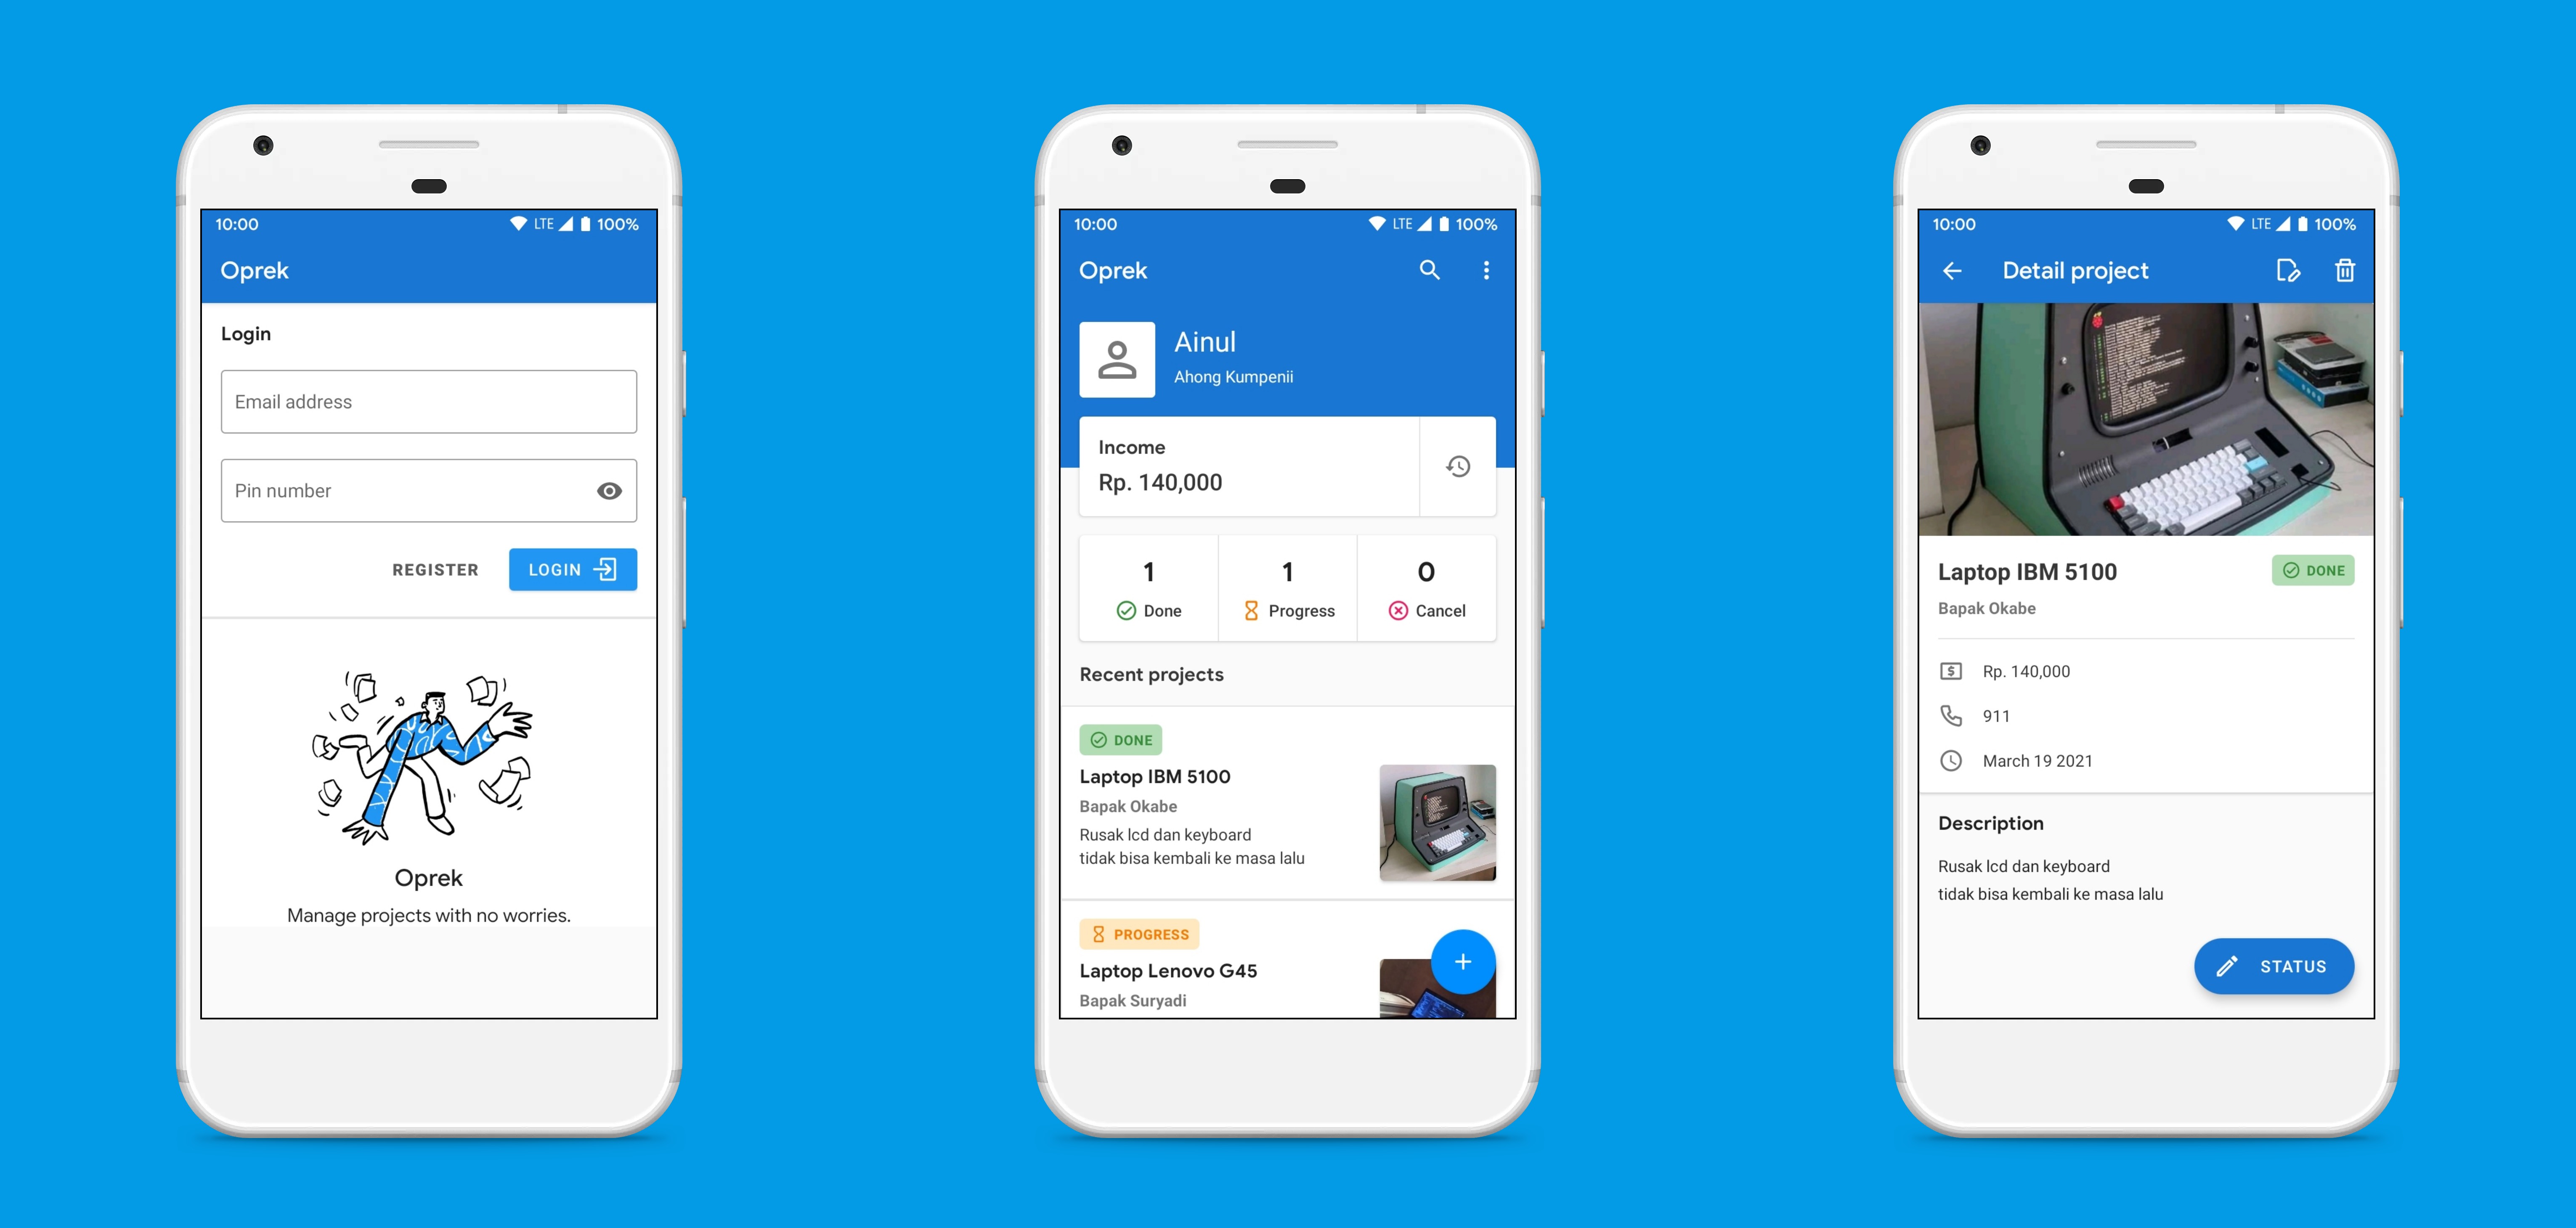 10:00 LTE 100%
Oprek
Login
Email address
Pin number
REGISTER LOGIN
Oprek
Manage projects with no worries.
10:00 LTE 100%
Oprek
Ainul
Ahong Kumpenii
Income
Rp. 140,000
1 1 0
Done Progress Cancel
Recent projects
DONE
Laptop IBM 5100
Bapak Okabe
Rusak lcd dan keyboard
tidak bisa kembali ke masa lalu
PROGRESS
Laptop Lenovo G45
Bapak Suryadi
10:00 LTE 100%
Detail project
Laptop IBM 5100 DONE
Bapak Okabe
Rp. 140,000
911
March 19 2021
Description
Rusak lcd dan keyboard
tidak bisa kembali ke masa lalu
STATUS